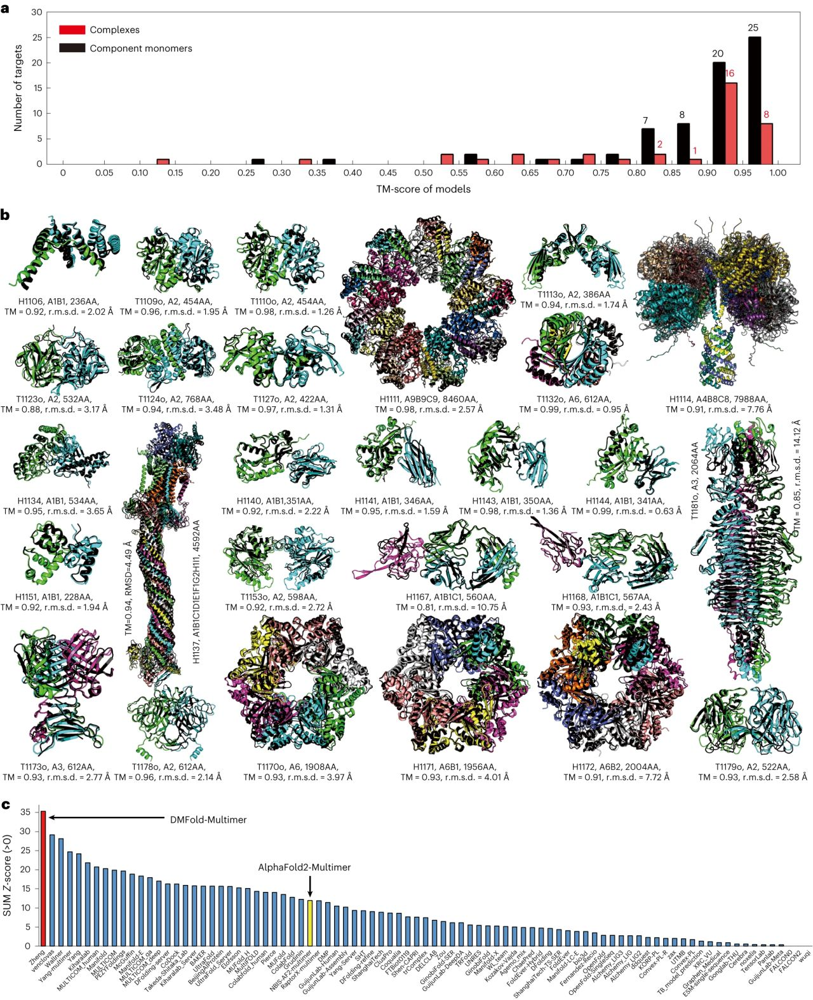 a
30
25
20
15
10
5
0
Number of targets
Complexes
Component monomers
7
2
8
1
20
16
25
8
0 0.05 0.10 0.15 0.20 0.25 0.30 0.35 0.40 0.45 0.50 0.55 0.60 0.65 0.70 0.75 0.80 0.85 0.90 0.95 1.00
TM-score of models
b
H1106, A1B1, 236AA,
TM = 0.92, r.m.s.d. = 2.02 Å
T1109o, A2, 454AA,
TM = 0.96, r.m.s.d. = 1.95 Å
T1110o, A2, 454AA,
TM = 0.98, r.m.s.d. = 1.26 Å
T1113o, A2, 386AA
TM = 0.94, r.m.s.d. = 1.74 Å
T1123o, A2, 532AA,
TM = 0.88, r.m.s.d. = 3.17 Å
T1124o, A2, 768AA,
TM = 0.94, r.m.s.d. = 3.48 Å
T1127o, A2, 422AA,
TM = 0.97, r.m.s.d. = 1.31 Å
H1111, A9B9C9, 8460AA,
TM = 0.98, r.m.s.d. = 2.57 Å
T1132o, A6, 612AA,
TM = 0.99, r.m.s.d. = 0.95 Å
H1114, A4B8C8, 7988AA,
TM = 0.91, r.m.s.d. = 7.76 Å
H1134, A1B1, 534AA,
TM = 0.95, r.m.s.d. = 3.65 Å
TM=0.94, RMSD=4.49 Å
H1137, A1B1C1D1E1F1G2H1I1, 4592AA
H1140, A1B1,351AA,
TM = 0.92, r.m.s.d. = 2.22 Å
H1141, A1B1, 346AA,
TM = 0.95, r.m.s.d. = 1.59 Å
H1143, A1B1, 350AA,
TM = 0.98, r.m.s.d. = 1.36 Å
H1144, A1B1, 341AA,
TM = 0.99, r.m.s.d. = 0.63 Å
T1181o, A3, 2064AA
TM = 0.85, r.m.s.d. = 14.12 Å
H1151, A1B1, 228AA,
TM = 0.92, r.m.s.d. = 1.94 Å
T1153o, A2, 598AA,
TM = 0.92, r.m.s.d. = 2.72 Å
H1167, A1B1C1, 560AA,
TM = 0.81, r.m.s.d. = 10.75 Å
H1168, A1B1C1, 567AA,
TM = 0.93, r.m.s.d. = 2.43 Å
T1173o, A3, 612AA,
TM = 0.93, r.m.s.d. = 2.77 Å
T1178o, A2, 612AA,
TM = 0.96, r.m.s.d. = 2.14 Å
T1170o, A6, 1908AA,
TM = 0.93, r.m.s.d. = 3.97 Å
H1171, A6B1, 1956AA,
TM = 0.93, r.m.s.d. = 4.01 Å
H1172, A6B2, 2004AA,
TM = 0.91, r.m.s.d. = 7.72 Å
T1179o, A2, 522AA,
TM = 0.93, r.m.s.d. = 2.58 Å
c
35
30
25
20
15
10
5
0
SUM Z-score (>0)
DMFold-Multimer
AlphaFold2-Multimer
Zheng
venclovas
Wallner
Yang-multimer
Yang
Kiharalab
MULTICOM_human
Manifold
MULTICOM
PEZYFoldings
McGuffin
Manifold-E
MULTICOM_qa
MULTICOM_deep
DFolding-server
CoDock
Takeda-Shitaka_Lab
Kiharalab_Server
BAKER
Ultrafold
BeijingAIProtein
UltraFold_Server
Elofsson
MUFold_H
MultiFOLD
Colabfold_human
Pierce
MUFold
ColabFold
Grudinin
NBIS-AF2-multimer
RaptorX-multimer
GuijunLab-DMP
GuijunLab-Human
GuijunLab-Assembly
Yang-Server
SHT
DFolding-refine
ShanghaiTech
ClusPro
Coqualia
FTBiot0119
Shen-CAPRI
trComplex
DELCLAB
Zou
GinobiFold-SER
GuijunLab-DeepDA
TRFold
UNRES
GinobiFold
Manifold-X
WL_team
Kozakov-Vajda
Agemo_mix
ChaePred
FoldEver-Hybrid
DFolding
ShanghaiTech-TS-SER
FoldEver
Manifold-LC-E
bio3d
Fernandez-Recio
OpenFold
OpenFold-SingleSeq
Alchemy_LIG3
Alchemy_LIG
Alchemy_LIG2
ddquest
KORP-PL
Convex-PL-R
zax
UTMB
Convex-PL
TB_model_prediction
XRC_VU
Graphen_Medical
ESM-single-sequence
Gonglab-THU
Cerebra
noxelis
TensorLab
Panlab
GuijunLab-Meta
FALCON0
FALCON2
wuqi